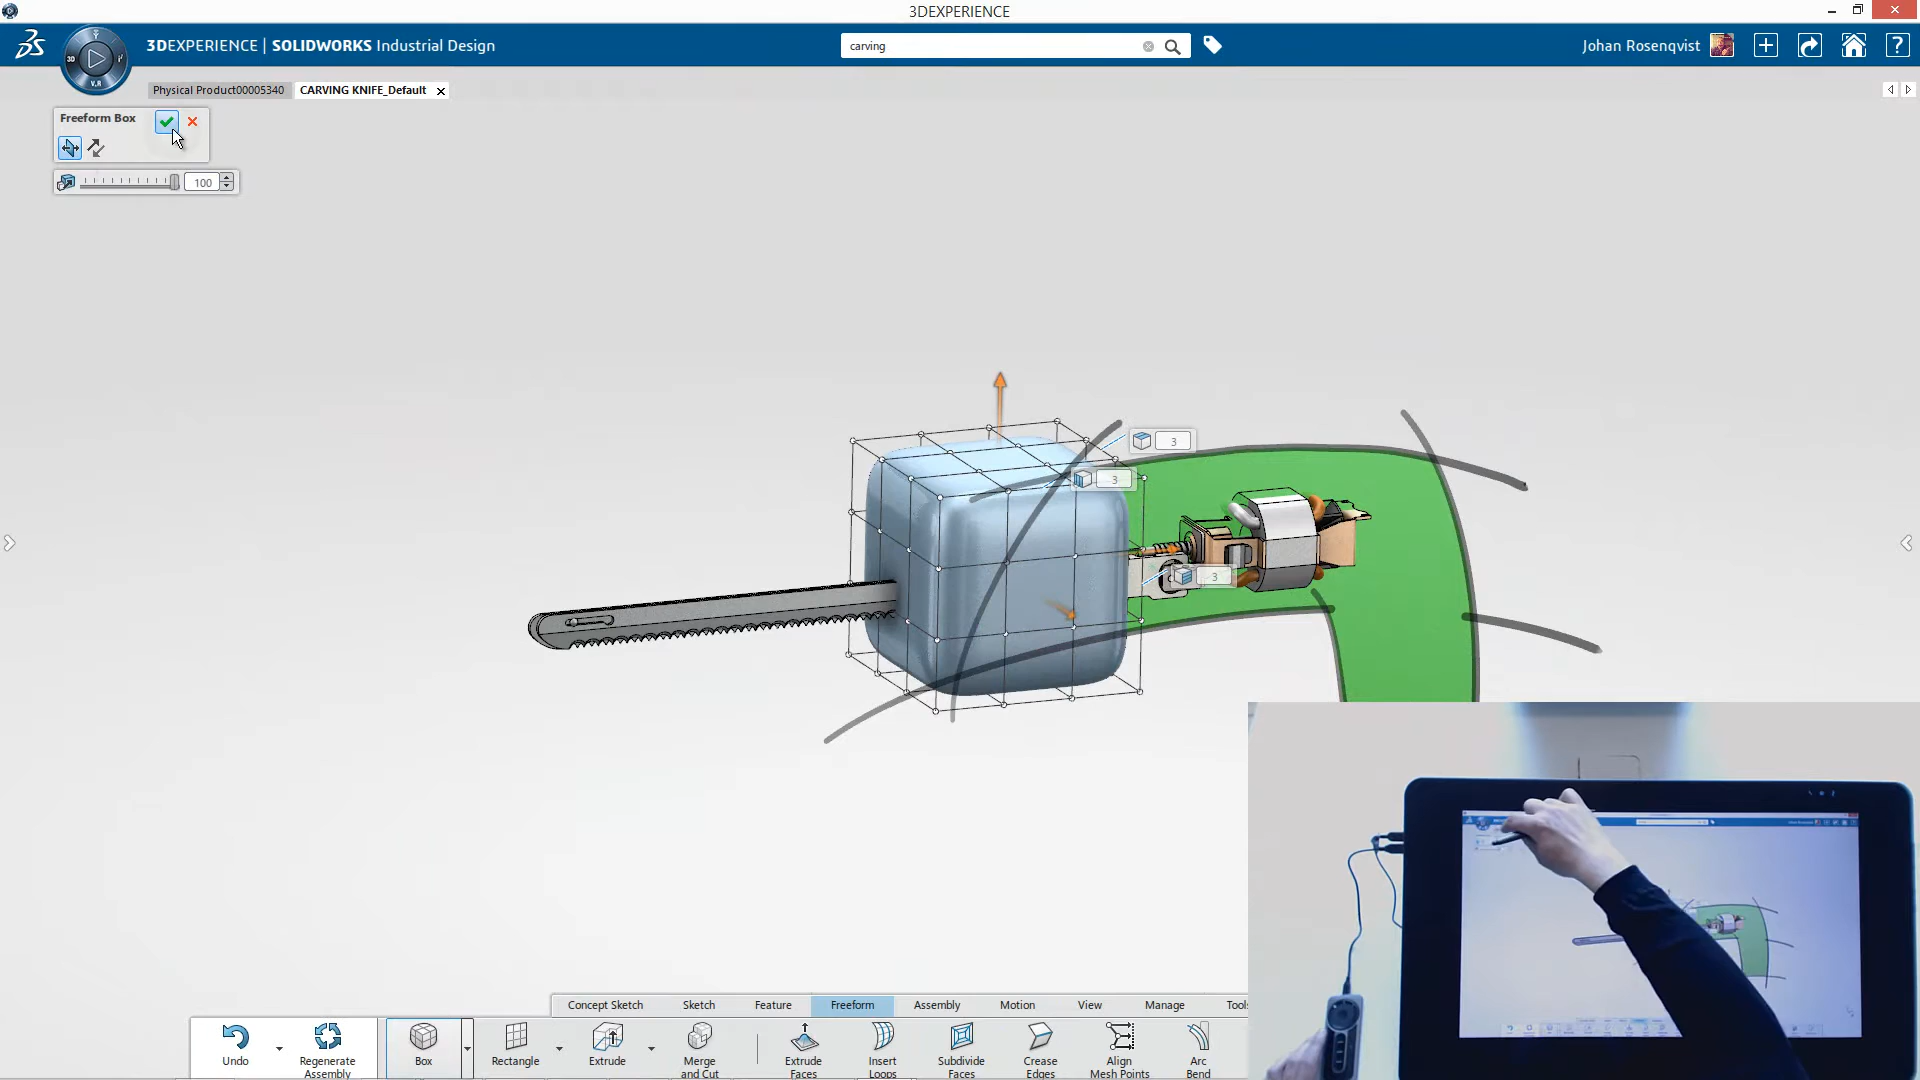 3DEXPERIENCE
3DEXPERIENCE | SOLIDWORKS Industrial Design
carving
Johan Rosenqvist
3D
V.R
Physical Product00005340
CARVING KNIFE_Default
Freeform Box
100
3
3
3
Concept Sketch
Sketch
Feature
Freeform
Assembly
Motion
View
Manage
Tools
Undo
Regenerate
Assembly
Box
Rectangle
Extrude
Merge
and Cut
Extrude
Faces
Insert
Loops
Subdivide
Faces
Crease
Edges
Align
Mesh Points
Arc
Bend